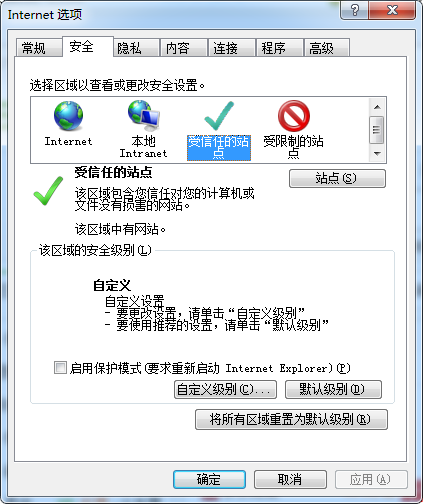 Internet 选项
常规 安全 隐私 内容 连接 程序 高级
选择区域以查看或更改安全设置。
Internet 本地 受信任的站 受限制的站
Intranet 点 点
受信任的站点
站点(S)
该区域包含您信任对您的计算机或
文件没有损害的网站。
该区域中有网站。
该区域的安全级别(L)
自定义
自定义设置
- 要更改设置，请单击“自定义级别”
- 要使用推荐的设置，请单击“默认级别”
启用保护模式(要求重新启动 Internet Explorer)(P)
自定义级别(C)... 默认级别(D)
将所有区域重置为默认级别(R)
确定 取消 应用(A)